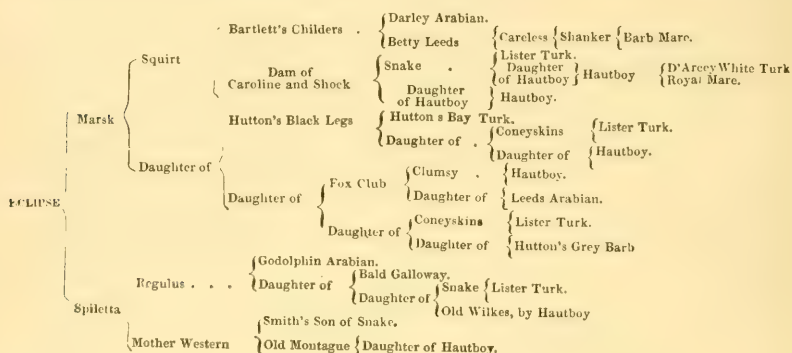 Bartlett's Childers . Darley Arabian.
Betty Leeds Careless Shanker Barb Mare.
Squirt
Dam of Caroline and Shock Snake . Lister Turk.
Daughter of Hautboy Hautboy D'Arcey White Turk
Royal Mare.
Daughter of Hautboy Hautboy.
Marsk
Hutton's Black Legs Hutton s Bay Turk.
Daughter of . Coneyskins Lister Turk.
Daughter of Hautboy.
Daughter of
Daughter of Fox Club Clumsy . Hautboy.
Daughter of Leeds Arabian.
Daughter of Coneyskins Lister Turk.
Daughter of Hutton's Grey Barb
ECLIPSE
Regulus . . . Godolphin Arabian.
Daughter of Bald Galloway.
Daughter of Snake Lister Turk.
Old Wilkes, by Hautboy
Spiletta
Mother Western Smith's Son of Snake.
Old Montague Daughter of Hautboy.